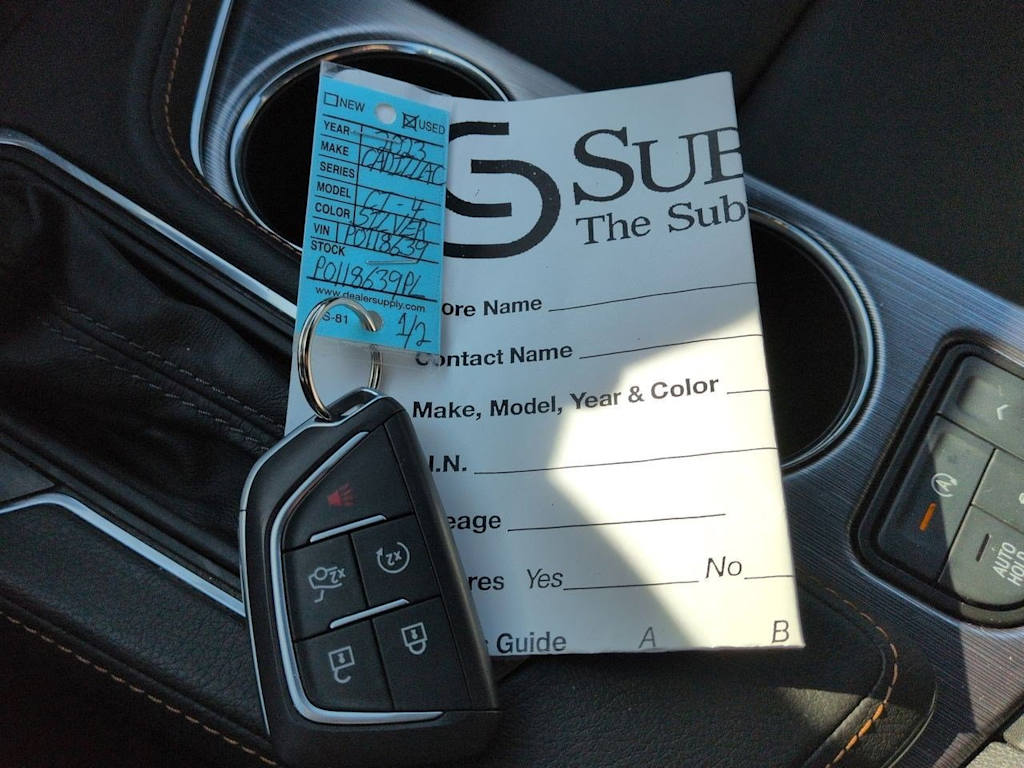 NEW
USED
YEAR 2023
MAKE CADILLAC
SERIES
MODEL CT-4
COLOR SILVER
VIN P0118639
STOCK
P0118639PL
www.dealersupply.com
S-81 1/2
G SUB
The Sub
ore Name
Contact Name
Make, Model, Year & Color
I.N.
eage
res Yes No
Guide A B
x2
x2
A
AUTO
HOLD